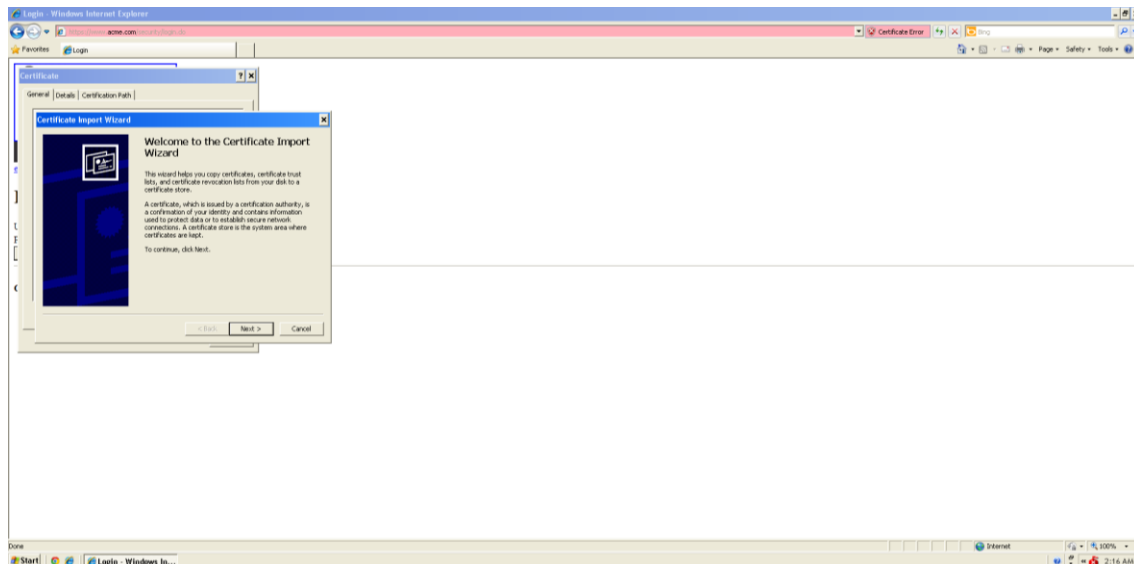 Login - Windows Internet Explorer
https://www.acme.com/security/login.do
Certificate Error
Bing
Favorites
Login
Page
Safety
Tools
Certificate
General
Details
Certification Path
Certificate Import Wizard
Welcome to the Certificate Import
Wizard
This wizard helps you copy certificates, certificate trust
lists, and certificate revocation lists from your disk to a
certificate store.
A certificate, which is issued by a certification authority, is
a confirmation of your identity and contains information
used to protect data or to establish secure network
connections. A certificate store is the system area where
certificates are kept.
To continue, click Next.
< Back
Next >
Cancel
Done
Internet
100%
Start
Login - Windows In...
2:16 AM